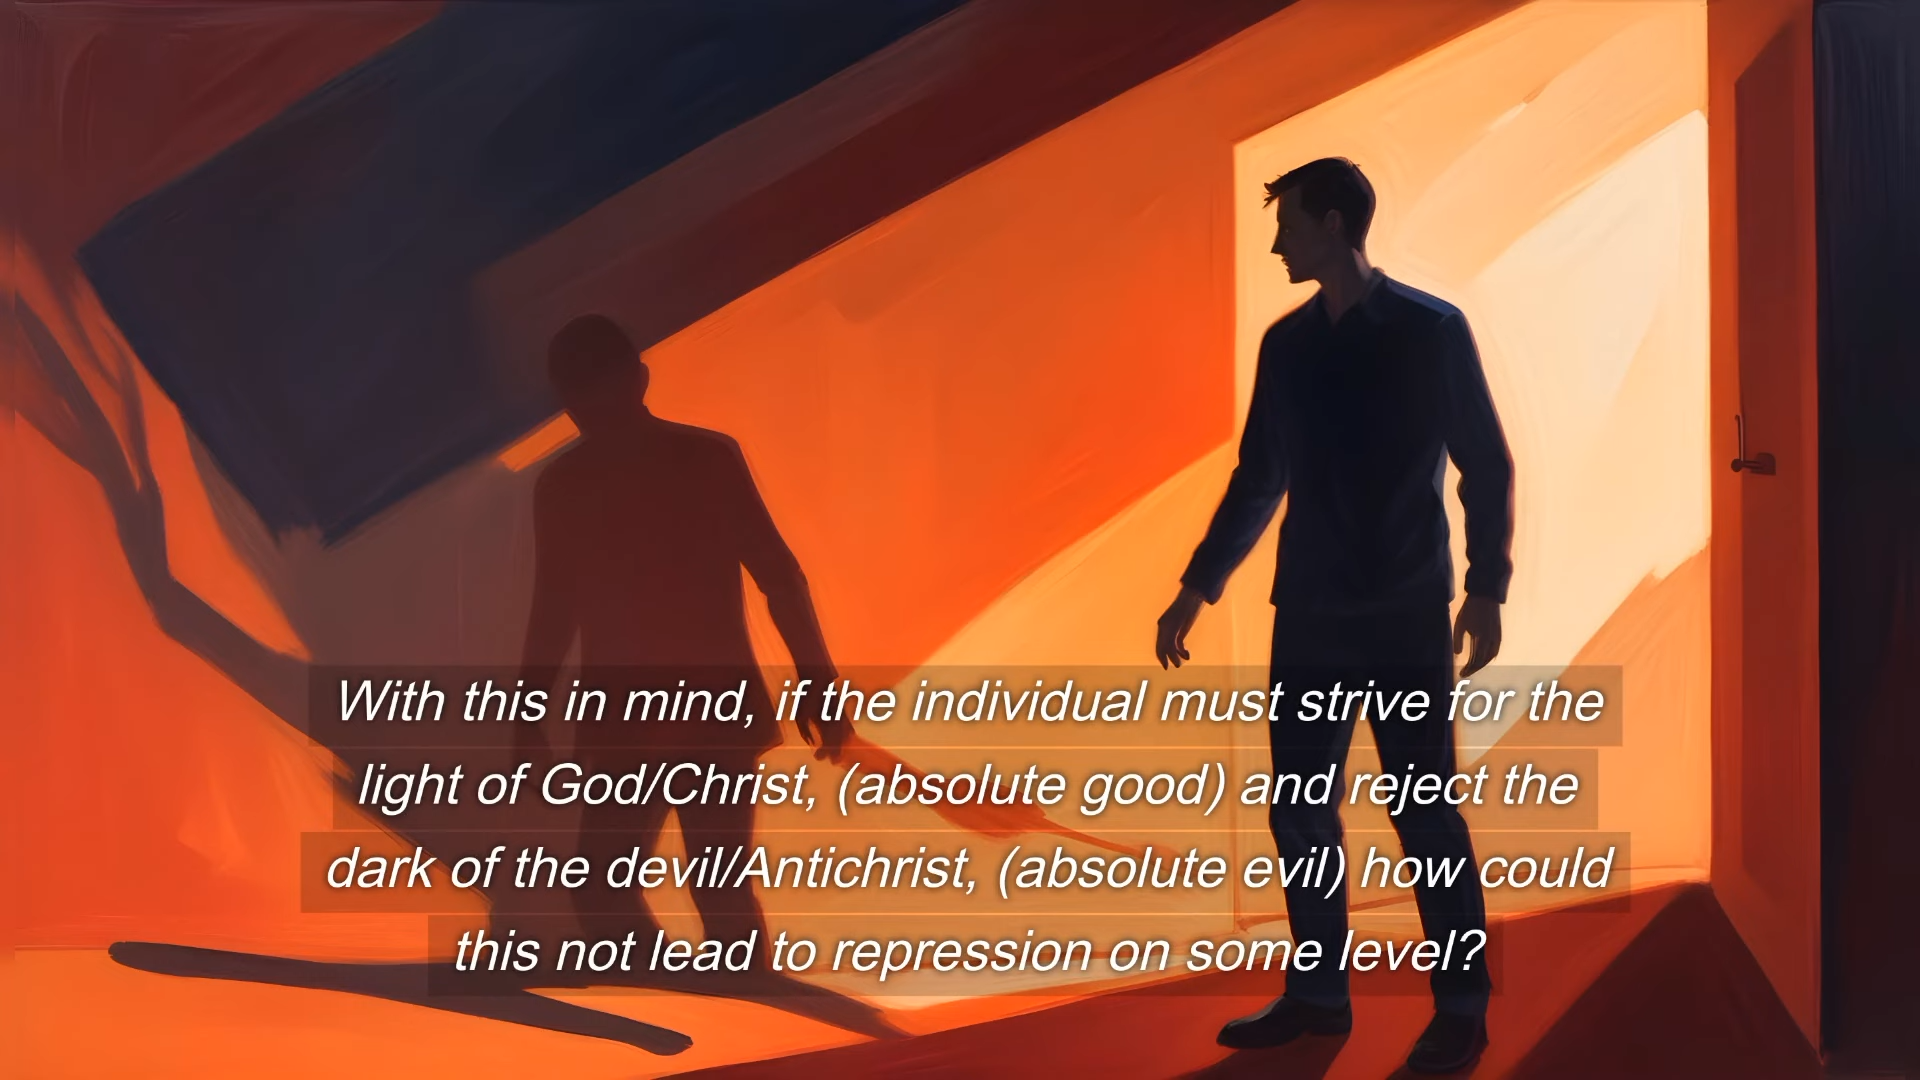 With this in mind, if the individual must strive for the
light of God/Christ, (absolute good) and reject the
dark of the devil/Antichrist, (absolute evil) how could
this not lead to repression on some level?